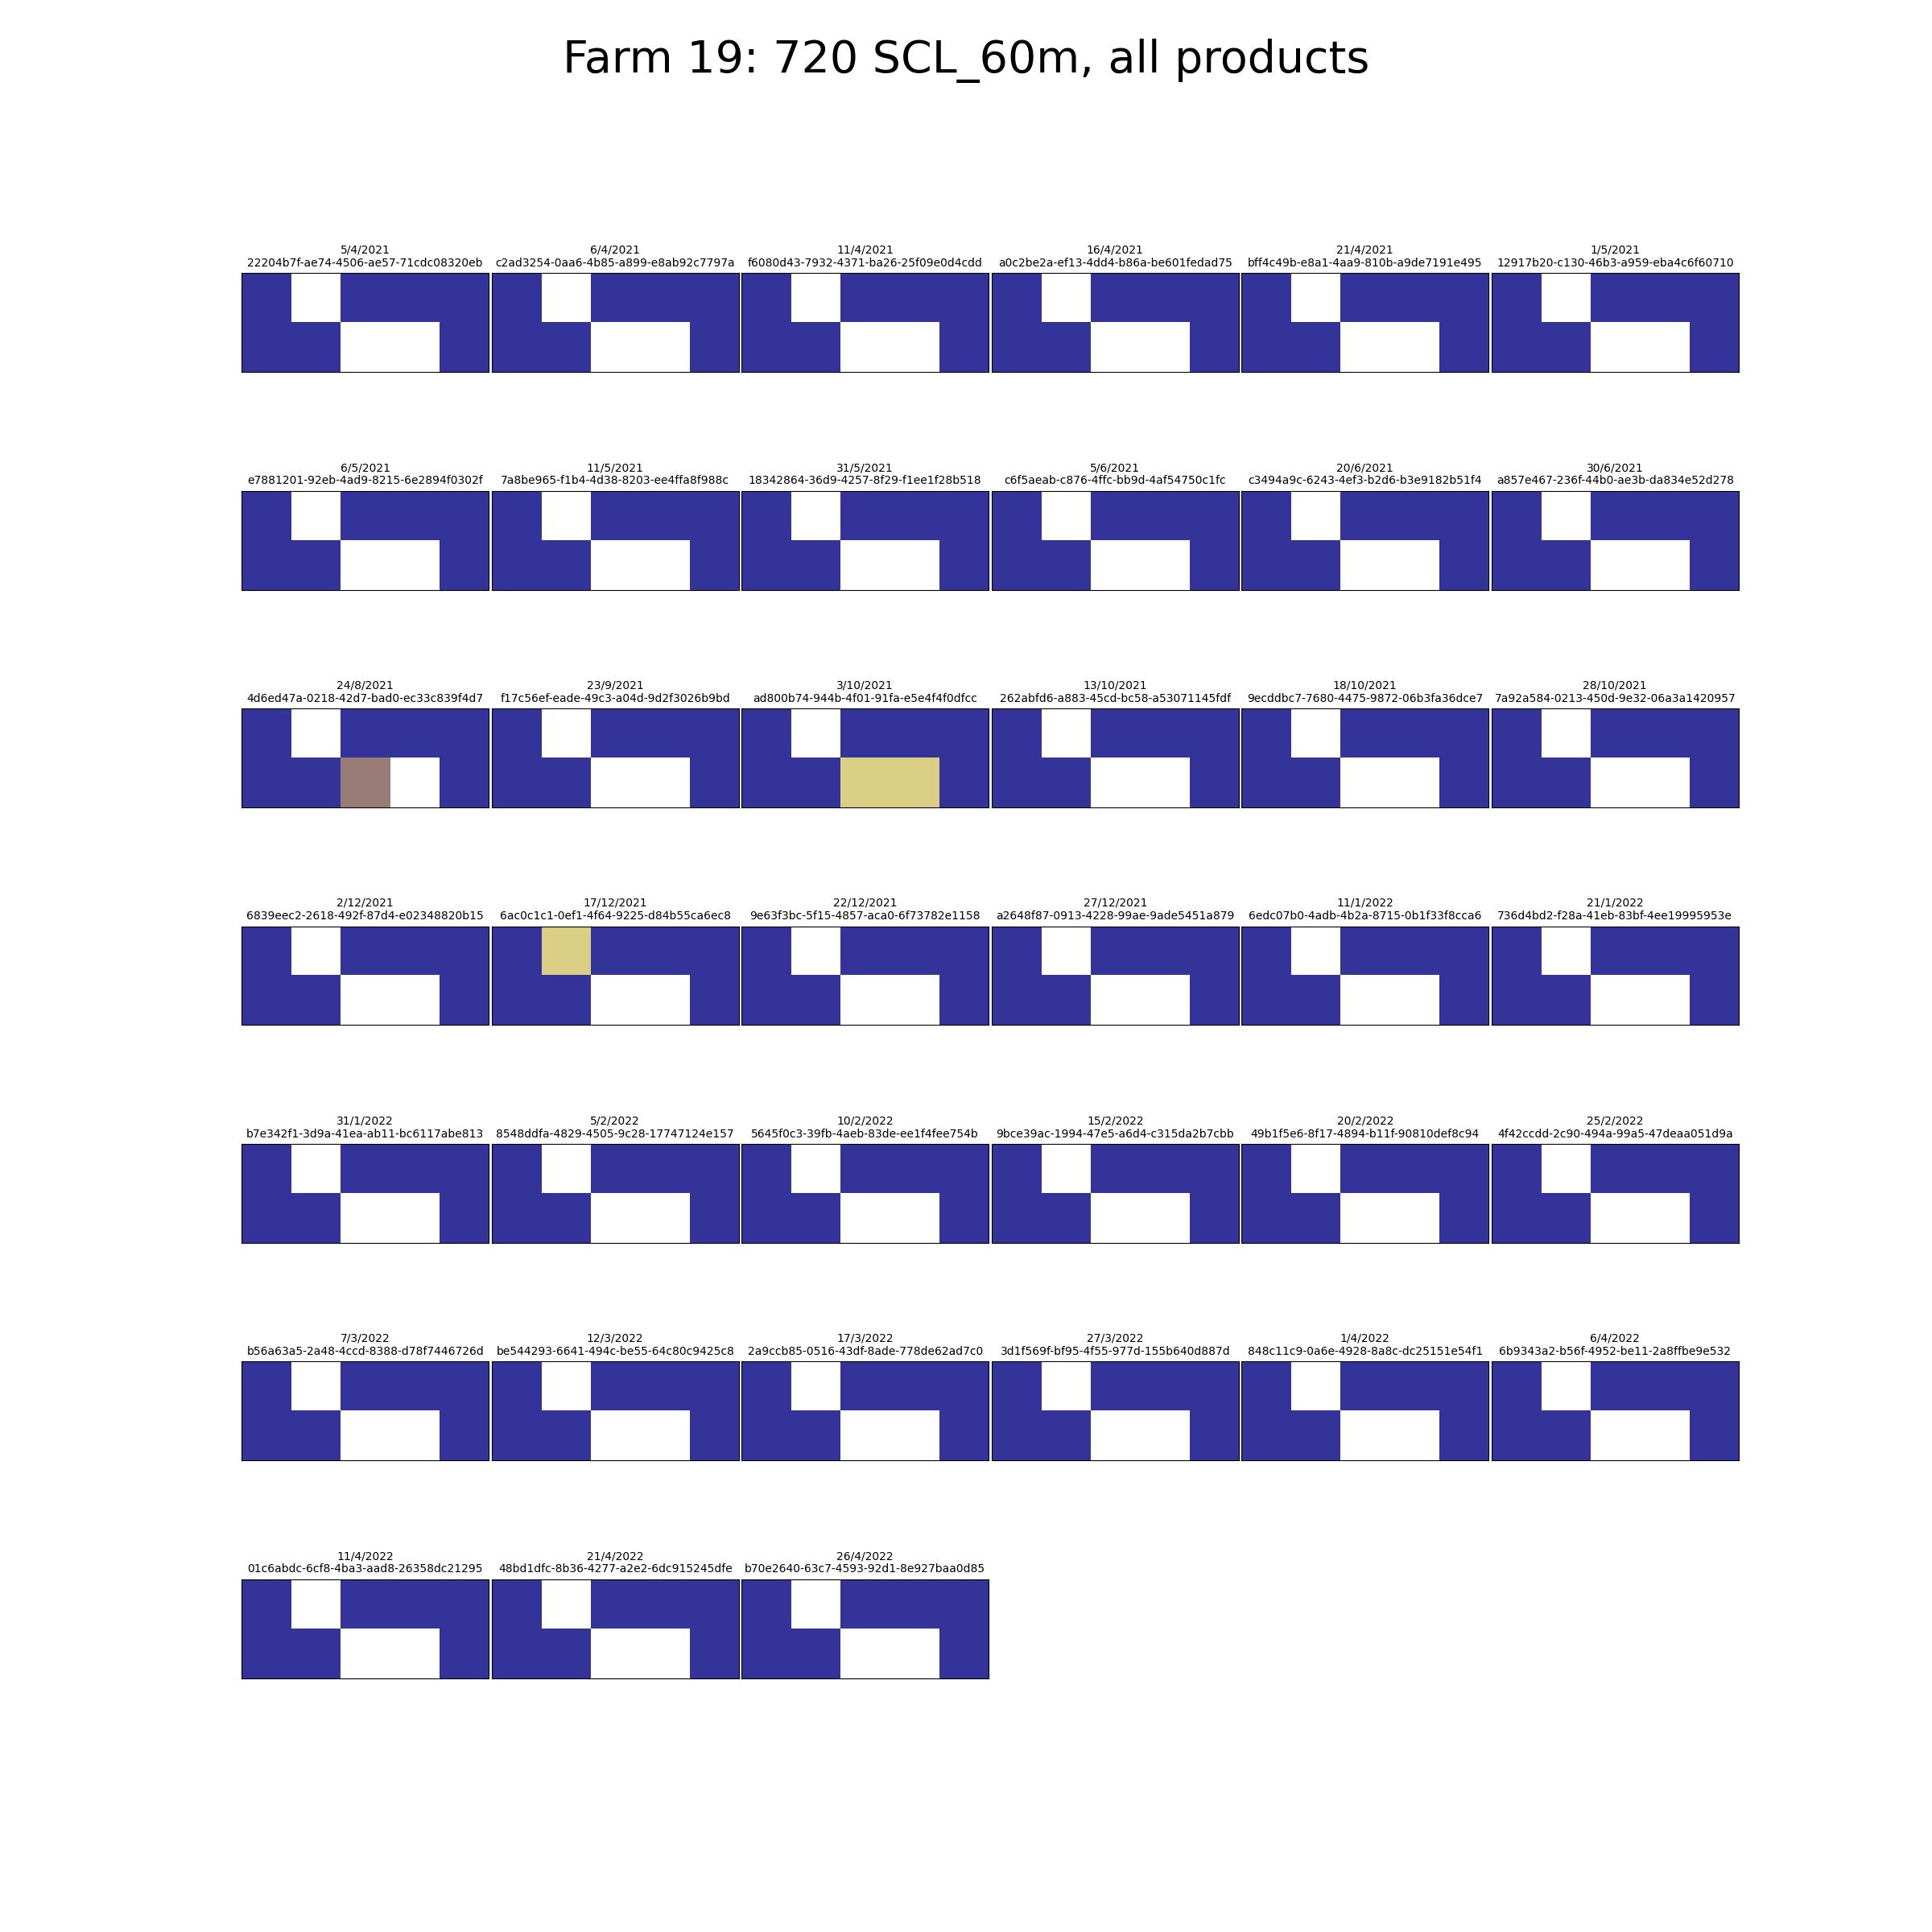 Farm 19: 720 SCL_60m, all products
5/4/2021
22204b7f-ae74-4506-ae57-71cdc08320eb
6/4/2021
c2ad3254-0aa6-4b85-a899-e8ab92c7797a
11/4/2021
f6080d43-7932-4371-ba26-25f09e0d4cdd
16/4/2021
a0c2be2a-ef13-4dd4-b86a-be601fedad75
21/4/2021
bff4c49b-e8a1-4aa9-810b-a9de7191e495
1/5/2021
12917b20-c130-46b3-a959-eba4c6f60710
6/5/2021
e7881201-92eb-4ad9-8215-6e2894f0302f
11/5/2021
7a8be965-f1b4-4d38-8203-ee4ffa8f988c
31/5/2021
18342864-36d9-4257-8f29-f1ee1f28b518
5/6/2021
c6f5aeab-c876-4ffc-bb9d-4af54750c1fc
20/6/2021
c3494a9c-6243-4ef3-b2d6-b3e9182b51f4
30/6/2021
a857e467-236f-44b0-ae3b-da834e52d278
24/8/2021
4d6ed47a-0218-42d7-bad0-ec33c839f4d7
23/9/2021
f17c56ef-eade-49c3-a04d-9d2f3026b9bd
3/10/2021
ad800b74-944b-4f01-91fa-e5e4f4f0dfcc
13/10/2021
262abfd6-a883-45cd-bc58-a53071145fdf
18/10/2021
9ecddbc7-7680-4475-9872-06b3fa36dce7
28/10/2021
7a92a584-0213-450d-9e32-06a3a1420957
2/12/2021
6839eec2-2618-492f-87d4-e02348820b15
17/12/2021
6ac0c1c1-0ef1-4f64-9225-d84b55ca6ec8
22/12/2021
9e63f3bc-5f15-4857-aca0-6f73782e1158
27/12/2021
a2648f87-0913-4228-99ae-9ade5451a879
11/1/2022
6edc07b0-4adb-4b2a-8715-0b1f33f8cca6
21/1/2022
736d4bd2-f28a-41eb-83bf-4ee19995953e
31/1/2022
b7e342f1-3d9a-41ea-ab11-bc6117abe813
5/2/2022
8548ddfa-4829-4505-9c28-17747124e157
10/2/2022
5645f0c3-39fb-4aeb-83de-ee1f4fee754b
15/2/2022
9bce39ac-1994-47e5-a6d4-c315da2b7cbb
20/2/2022
49b1f5e6-8f17-4894-b11f-90810def8c94
25/2/2022
4f42ccdd-2c90-494a-99a5-47deaa051d9a
7/3/2022
b56a63a5-2a48-4ccd-8388-d78f7446726d
12/3/2022
be544293-6641-494c-be55-64c80c9425c8
17/3/2022
2a9ccb85-0516-43df-8ade-778de62ad7c0
27/3/2022
3d1f569f-bf95-4f55-977d-155b640d887d
1/4/2022
848c11c9-0a6e-4928-8a8c-dc25151e54f1
6/4/2022
6b9343a2-b56f-4952-be11-2a8ffbe9e532
11/4/2022
01c6abdc-6cf8-4ba3-aad8-26358dc21295
21/4/2022
48bd1dfc-8b36-4277-a2e2-6dc915245dfe
26/4/2022
b70e2640-63c7-4593-92d1-8e927baa0d85